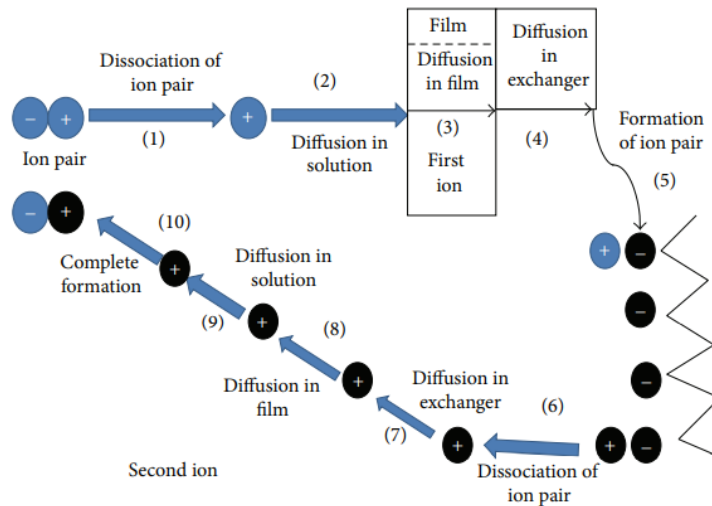 Dissociation of
ion pair
(1)
− +
Ion pair
+
(2)
Diffusion in
solution
Film
Diffusion
in film
(3)
First
ion
Diffusion
in
exchanger
(4)
Formation
of ion pair
(5)
+ −
−
−
+ −
(6)
Dissociation of
ion pair
+
Diffusion in
exchanger
(7)
+
(8)
Diffusion in
film
+
Diffusion in
solution
(9)
+
(10)
Complete
formation
− +
Second ion